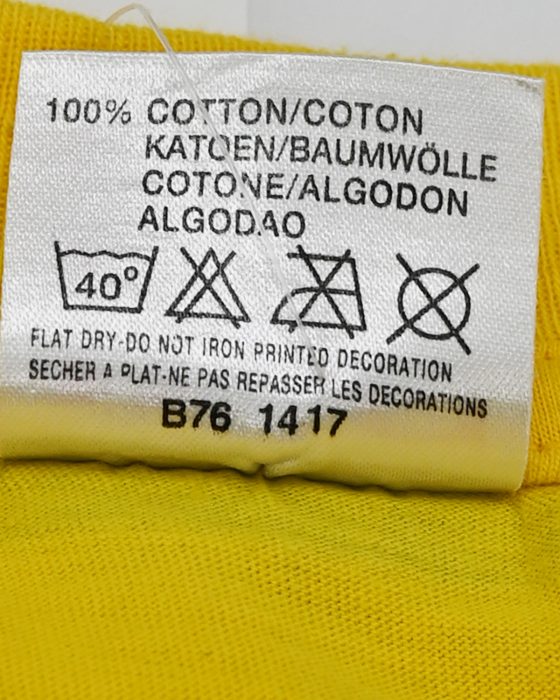 100% COTTON/COTON
KATOEN/BAUMWÖLLE
COTONE/ALGODON
ALGODAO
40°
FLAT DRY-DO NOT IRON PRINTED DECORATION
SECHER A PLAT-NE PAS REPASSER LES DECORATIONS
B76 1417